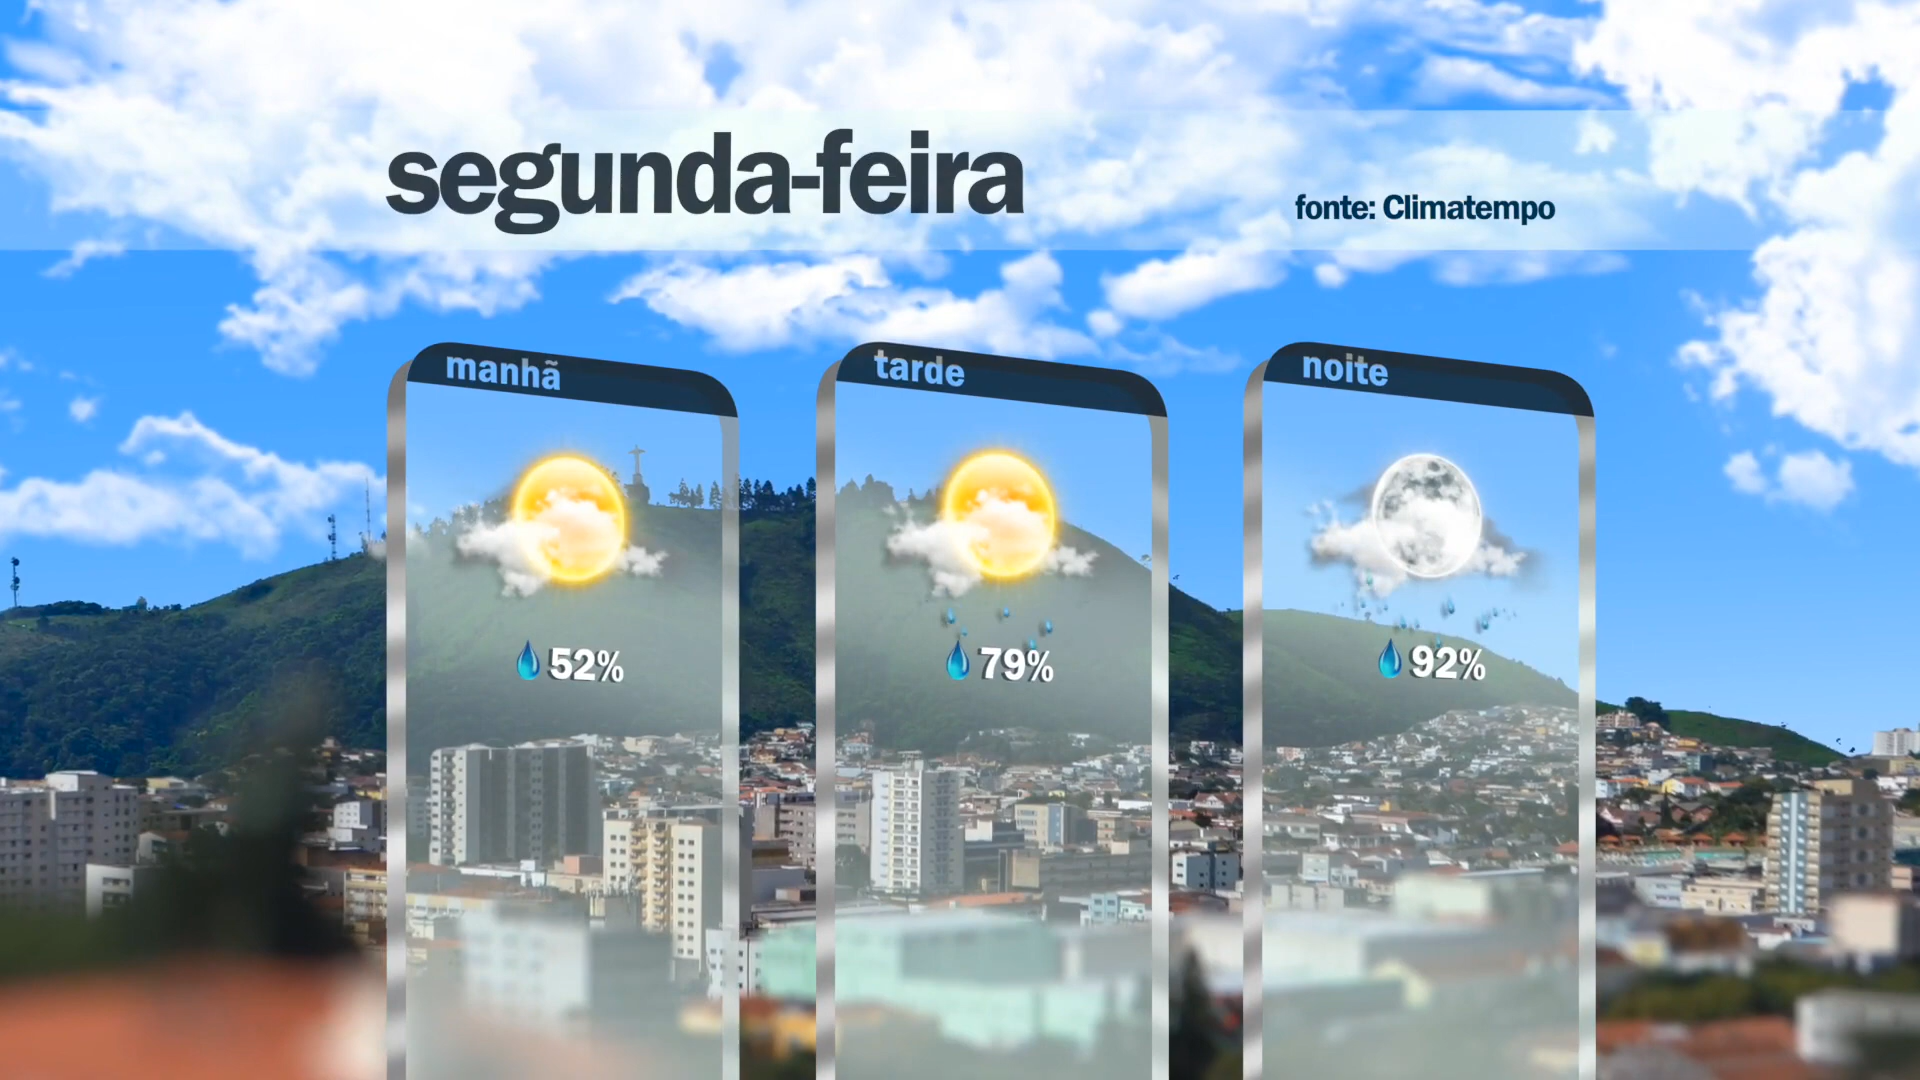 segunda-feira
fonte: Climatempo
manhã
tarde
noite
52%
79%
92%